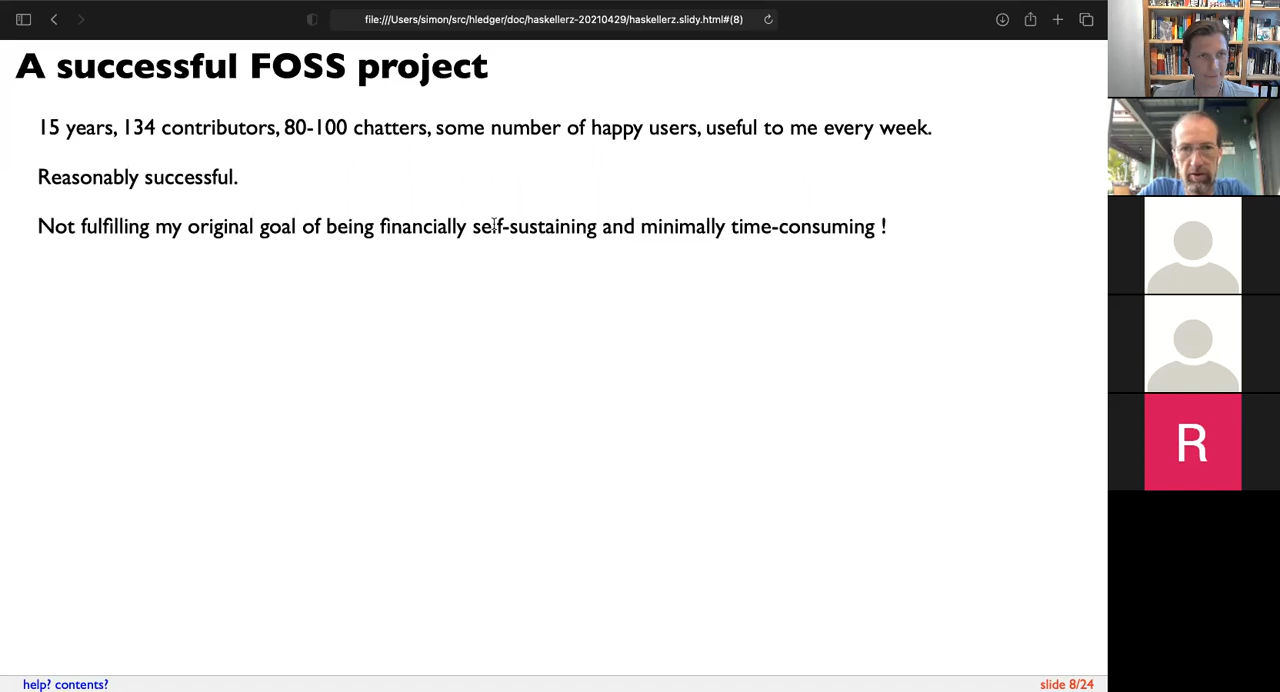 file:///Users/simon/src/hledger/doc/haskellerz-20210429/haskellerz.slidy.html#(8)
A successful FOSS project
15 years, 134 contributors, 80-100 chatters, some number of happy users, useful to me every week.
Reasonably successful.
Not fulfilling my original goal of being financially self-sustaining and minimally time-consuming !
R
help? contents?
slide 8/24